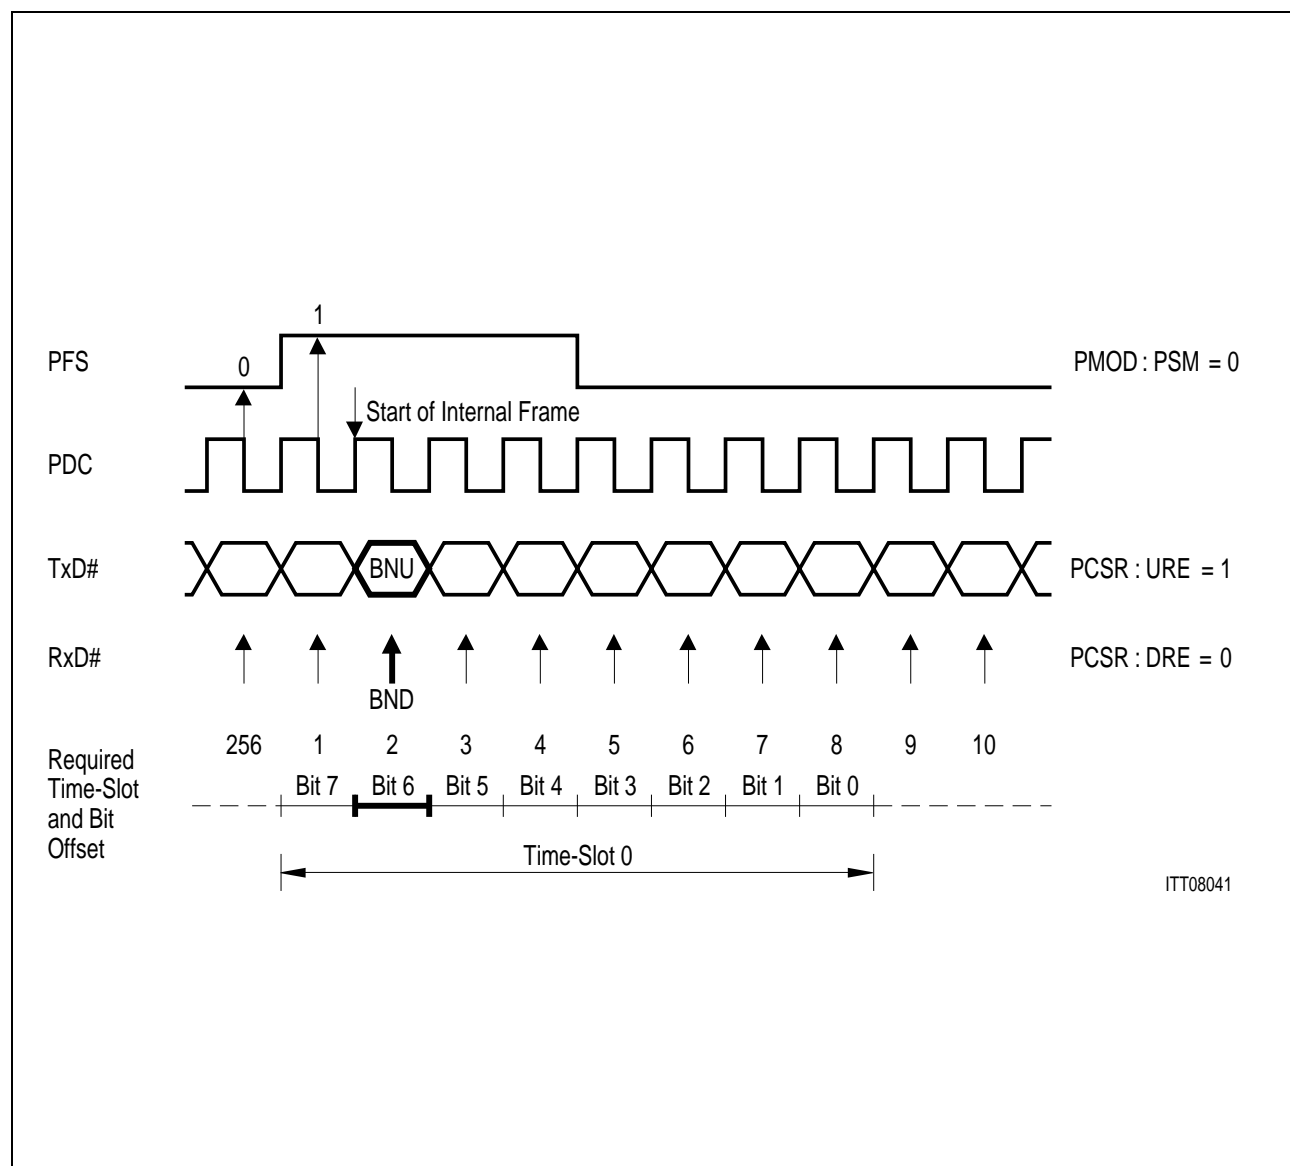 1
PFS
0
PMOD : PSM = 0
Start of Internal Frame
PDC
TxD#
BNU
PCSR : URE = 1
RxD#
PCSR : DRE = 0
BND
256 1 2 3 4 5 6 7 8 9 10
Required
Time-Slot
and Bit
Offset
Bit 7 Bit 6 Bit 5 Bit 4 Bit 3 Bit 2 Bit 1 Bit 0
Time-Slot 0
ITT08041